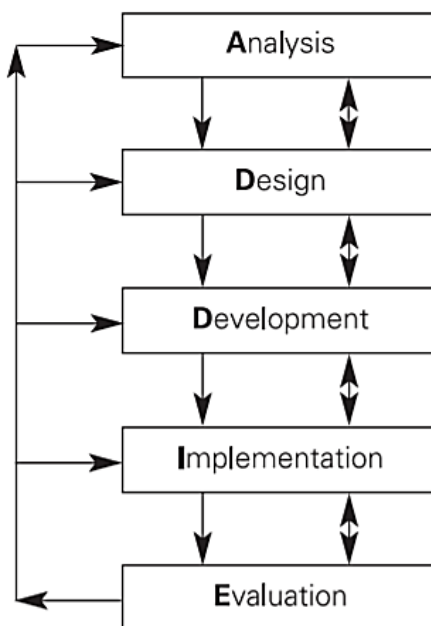 Analysis
Design
Development
Implementation
Evaluation